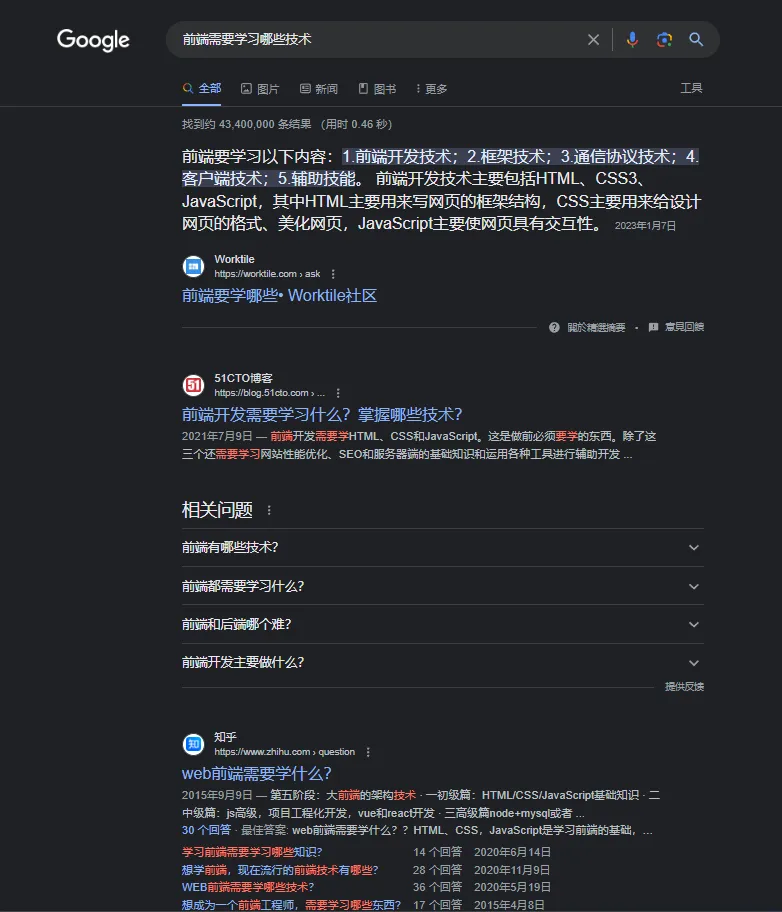 Google
前端需要学习哪些技术
全部 图片 新闻 图书 更多 工具
找到约 43,400,000 条结果 （用时 0.46 秒）
前端要学习以下内容：1.前端开发技术；2.框架技术；3.通信协议技术；4.
客户端技术；5.辅助技能。 前端开发技术主要包括HTML、CSS3、
JavaScript，其中HTML主要用来写网页的框架结构，CSS主要用来给设计
网页的格式、美化网页，JavaScript主要使网页具有交互性。 2023年1月7日
Worktile
https://worktile.com › ask
前端要学哪些• Worktile社区
關於精選摘要 • 意見回饋
51
51CTO博客
https://blog.51cto.com › ...
前端开发需要学习什么？掌握哪些技术？
2021年7月9日 — 前端开发需要学HTML、CSS和JavaScript。这是做前必须要学的东西。除了这
三个还需要学习网站性能优化、SEO和服务器端的基础知识和运用各种工具进行辅助开发 ...
相关问题
前端有哪些技术？
前端都需要学习什么？
前端和后端哪个难？
前端开发主要做什么？
提供反馈
知
知乎
https://www.zhihu.com › question
web前端需要学什么？
2015年9月9日 — 第五阶段：大前端的架构技术 · 一初级篇：HTML/CSS/JavaScript基础知识 · 二
中级篇：js高级，项目工程化开发，vue和react开发 · 三高级篇node+mysql或者 ...
30 个回答 · 最佳答案: web前端需要学什么？？HTML、CSS，JavaScript是学习前端的基础，...
学习前端需要学习哪些知识？ 14 个回答 2020年6月14日
想学前端，现在流行的前端技术有哪些？ 28 个回答 2020年11月9日
WEB前端需要学哪些技术？ 36 个回答 2020年5月19日
想成为一个前端工程师，需要学习哪些东西？ 17 个回答 2015年4月8日